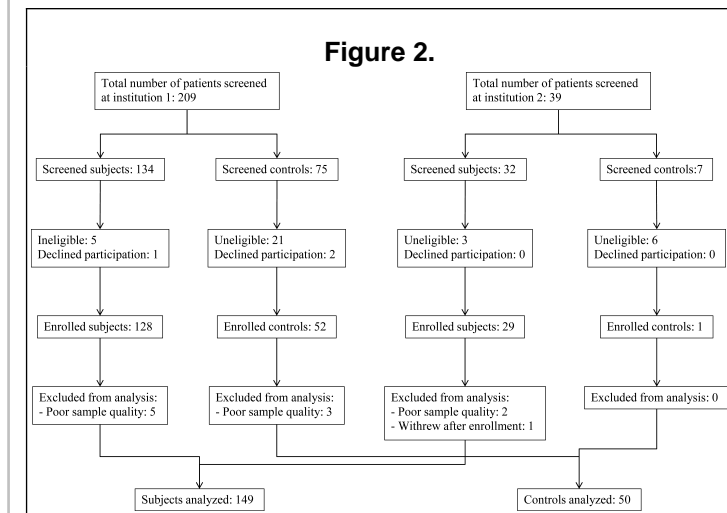 Figure 2.
Total number of patients screened
at institution 1: 209
Total number of patients screened
at institution 2: 39
Screened subjects: 134
Screened controls: 75
Screened subjects: 32
Screened controls:7
Ineligible: 5
Declined participation: 1
Uneligible: 21
Declined participation: 2
Uneligible: 3
Declined participation: 0
Uneligible: 6
Declined participation: 0
Enrolled subjects: 128
Enrolled controls: 52
Enrolled subjects: 29
Enrolled controls: 1
Excluded from analysis:
- Poor sample quality: 5
Excluded from analysis:
- Poor sample quality: 3
Excluded from analysis:
- Poor sample quality: 2
- Withrew after enrollment: 1
Excluded from analysis: 0
Subjects analyzed: 149
Controls analyzed: 50